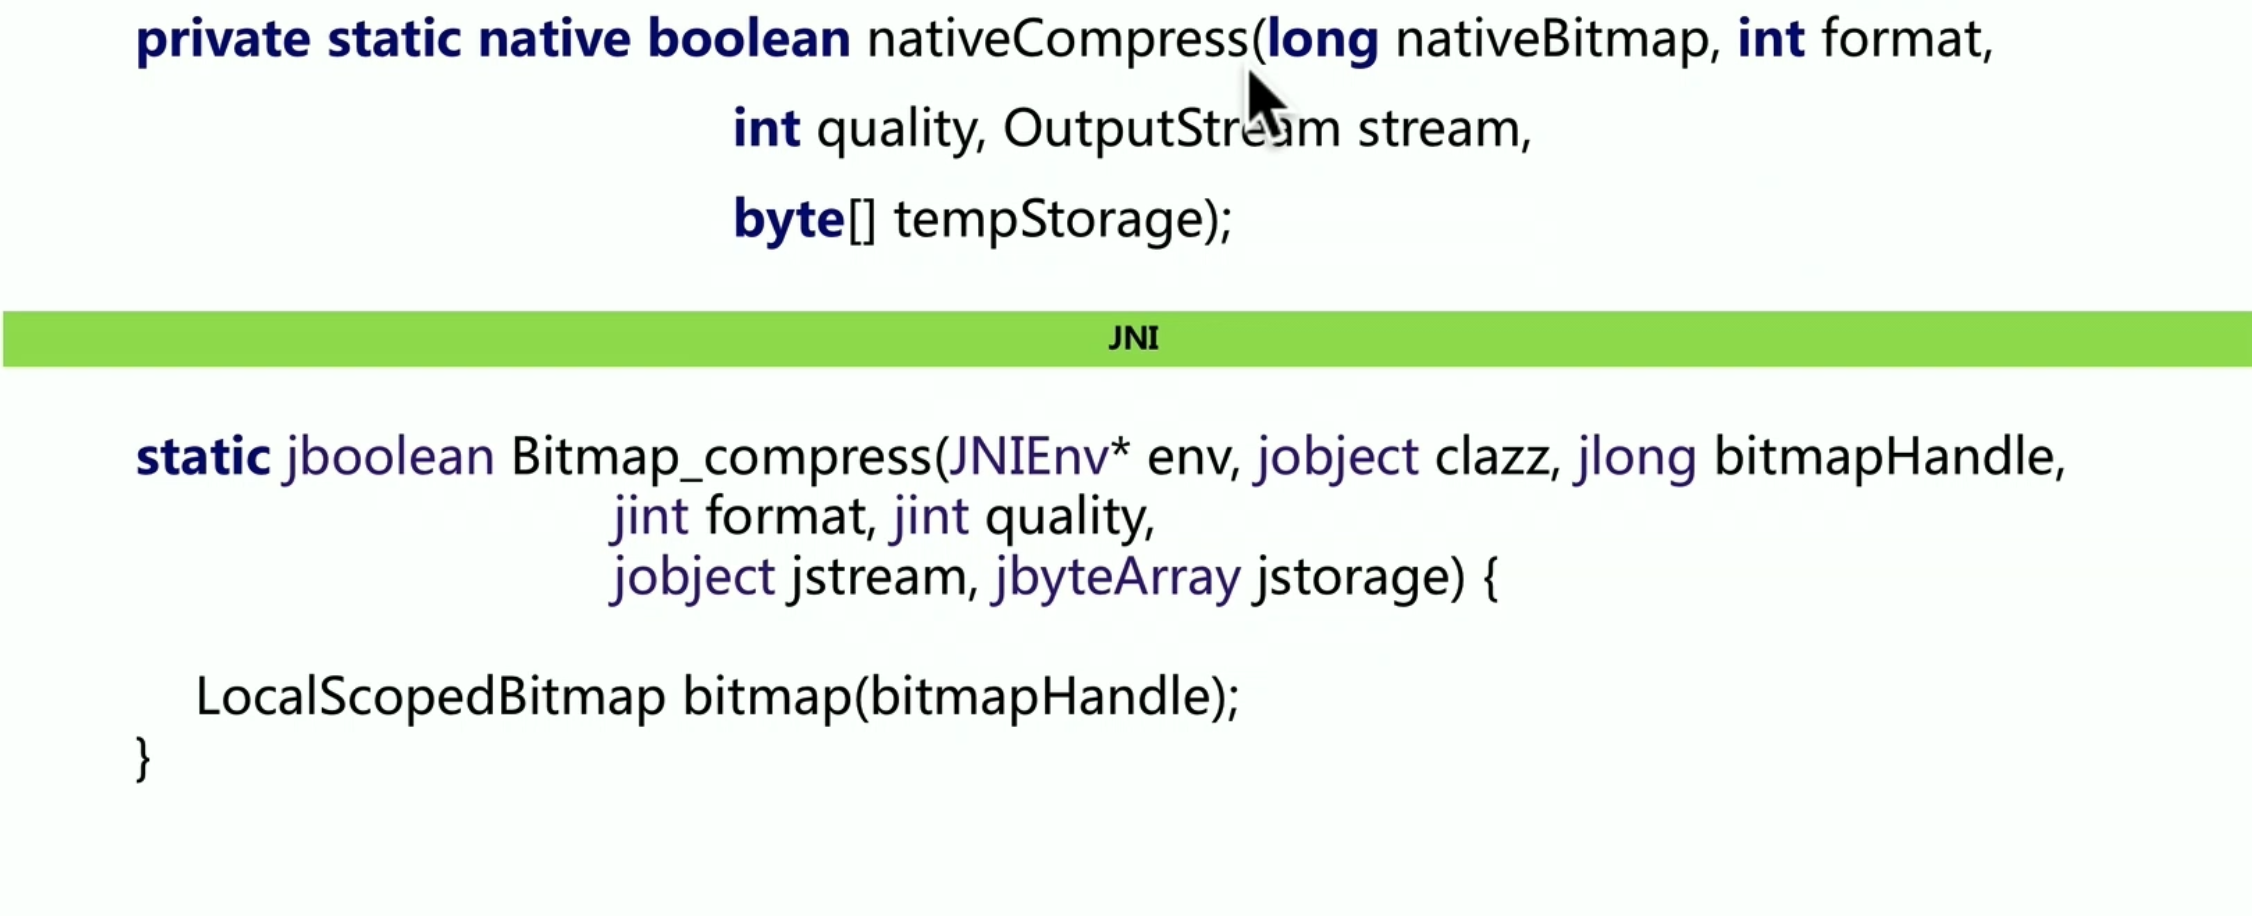 private static native boolean nativeCompress(long nativeBitmap, int format,
int quality, OutputStream stream,
byte[] tempStorage);
JNI
static jboolean Bitmap_compress(JNIEnv* env, jobject clazz, jlong bitmapHandle,
jint format, jint quality,
jobject jstream, jbyteArray jstorage) {
LocalScopedBitmap bitmap(bitmapHandle);
}